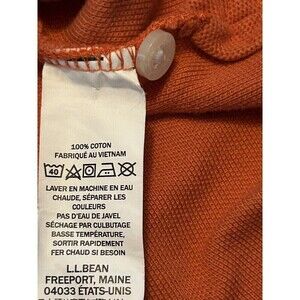 100% COTON
FABRIQUÉ AU VIETNAM
40
LAVER EN MACHINE EN EAU
CHAUDE, SÉPARER LES
COULEURS
PAS D'EAU DE JAVEL
SÉCHAGE PAR CULBUTAGE
BASSE TEMPÉRATURE,
SORTIR RAPIDEMENT
FER CHAUD SI BESOIN
L.L.BEAN
FREEPORT, MAINE
04033 ÉTATS-UNIS